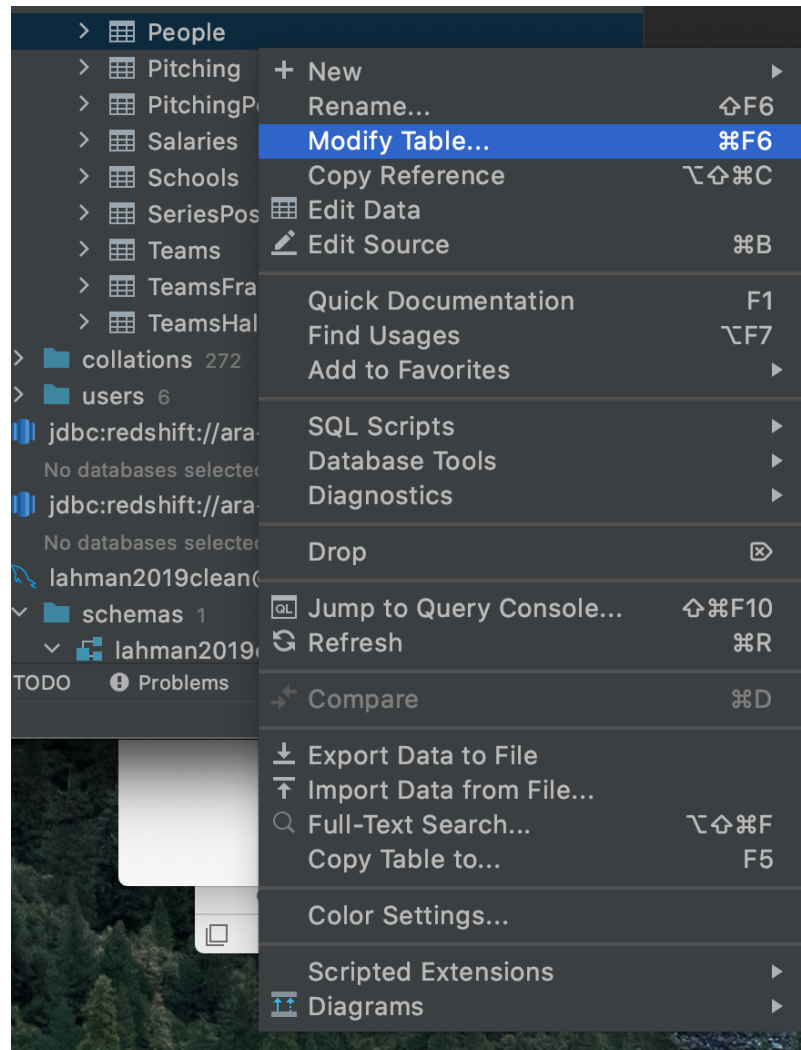 People
Pitching
PitchingP
Salaries
Schools
SeriesPos
Teams
TeamsFra
TeamsHal
collations 272
users 6
jdbc:redshift://ara-
No databases selected
jdbc:redshift://ara-
No databases selected
lahman2019clean@
schemas 1
lahman2019
TODO Problems
+ New
Rename... ⇧F6
Modify Table... ⌘F6
Copy Reference ⌥⇧⌘C
Edit Data
Edit Source ⌘B
Quick Documentation F1
Find Usages ⌥F7
Add to Favorites
SQL Scripts
Database Tools
Diagnostics
Drop ⌦
QL Jump to Query Console... ⇧⌘F10
Refresh ⌘R
Compare ⌘D
Export Data to File
Import Data from File...
Full-Text Search... ⌥⇧⌘F
Copy Table to... F5
Color Settings...
Scripted Extensions
Diagrams